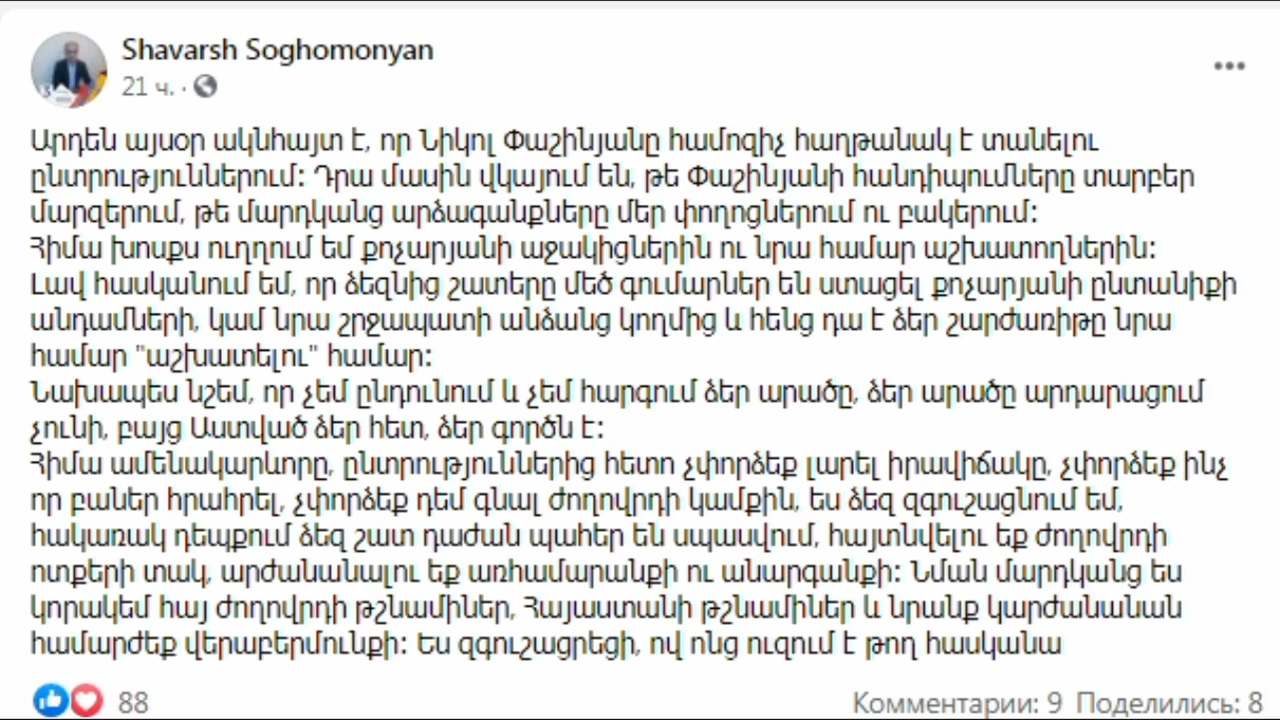 Shavarsh Soghomonyan
21 ч. ·
Արդեն այսօր ակնհայտ է, որ Նիկոլ Փաշինյանը համոզիչ հաղթանակ է տանելու
ընտրություններում: Դրա մասին վկայում են, թե Փաշինյանի հանդիպումները տարբեր
մարզերում, թե մարդկանց արձագանքները մեր փողոցներում ու բակերում:
Հիմա խոսքս ուղղում եմ քոչարյանի աջակիցներին ու նրա համար աշխատողներին:
Լավ հասկանում եմ, որ ձեզնից շատերը մեծ գումարներ են ստացել քոչարյանի ընտանիքի
անդամների, կամ նրա շրջապատի անձանց կողմից և հենց դա է ձեր շարժառիթը նրա
համար "աշխատելու" համար:
Նախապես նշեմ, որ չեմ ընդունում և չեմ հարգում ձեր արածը, ձեր արածը արդարացում
չունի, բայց Աստված ձեր հետ, ձեր գործն է:
Հիմա ամենակարևորը, ընտրություններից հետո չփորձեք լարել իրավիճակը, չփորձեք ինչ
որ բաներ հրահրել, չփորձեք դեմ գնալ ժողովրդի կամքին, ես ձեզ զգուշացնում եմ,
հակառակ դեպքում ձեզ շատ դաժան պահեր են սպասվում, հայտնվելու եք ժողովրդի
ոտքերի տակ, արժանանալու եք առհամարանքի ու անարգանքի: Նման մարդկանց ես
կորակեմ հայ ժողովրդի թշնամիներ, Հայաստանի թշնամիներ և նրանք կարժանանան
համարժեք վերաբերմունքի: Ես զգուշացրեցի, ով ոնց ուզում է թող հասկանա
88 Комментарии: 9 Поделились: 8